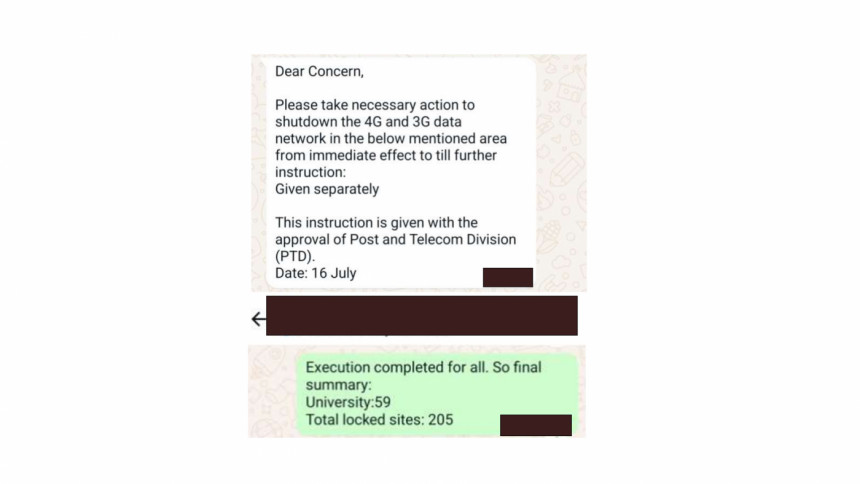 Dear Concern,
Please take necessary action to
shutdown the 4G and 3G data
network in the below mentioned area
from immediate effect to till further
instruction:
Given separately
This instruction is given with the
approval of Post and Telecom Division
(PTD).
Date: 16 July
Execution completed for all. So final
summary:
University:59
Total locked sites: 205